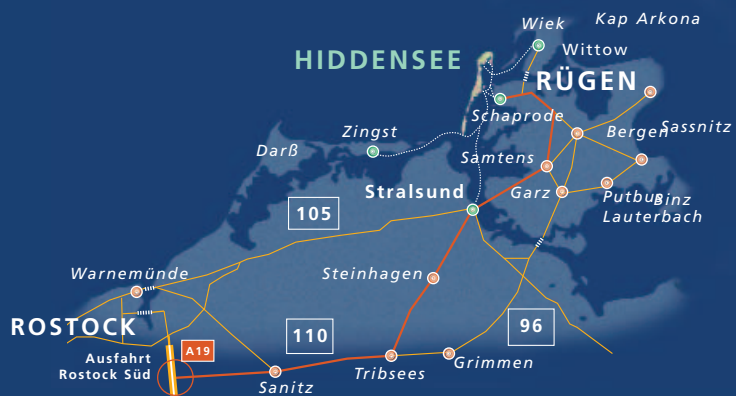 Kap Arkona
Wiek
Wittow
HIDDENSEE
RÜGEN
Schaprode
Zingst
Bergen
Sassnitz
Darß
Samtens
Stralsund
Garz
Putbus
Binz
Lauterbach
105
Warnemünde
Steinhagen
ROSTOCK
110
96
Ausfahrt
Rostock Süd
A19
Grimmen
Tribsees
Sanitz